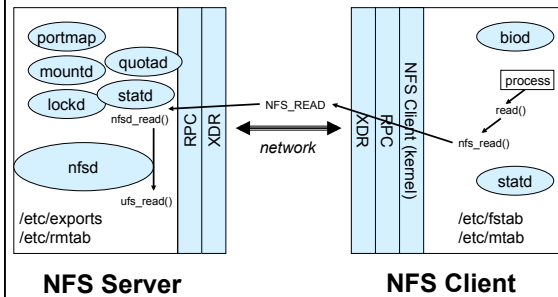 portmap
quotad
mountd
statd
lockd
nfsd_read()
nfsd
ufs_read()
/etc/exports
/etc/rmtab
RPC
XDR
NFS_READ
network
XDR
RPC
NFS Client (kernel)
biod
process
read()
nfs_read()
statd
/etc/fstab
/etc/mtab
NFS Server
NFS Client